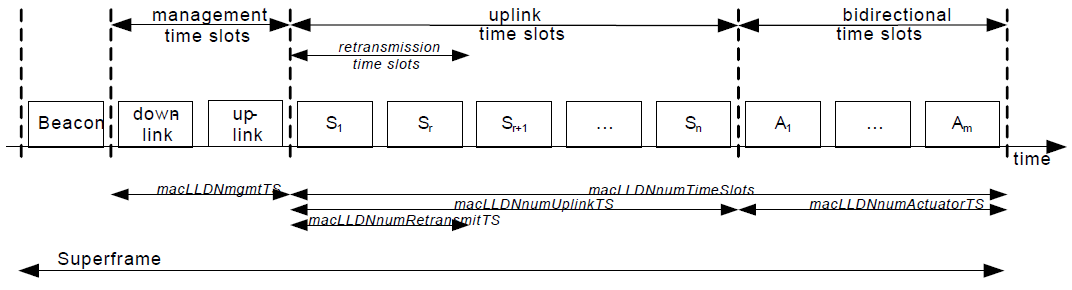 management
time slots
uplink
time slots
bidirectional
time slots
retransmission
time slots
Beacon
down-
link
up-
link
S1
Sr
Sr+1
...
Sn
A1
...
Am
time
macLLDNmgmtTS
macLLDNnumTimeSlots
macLLDNnumUplinkTS
macLLDNnumActuatorTS
macLLDNnumRetransmitTS
Superframe